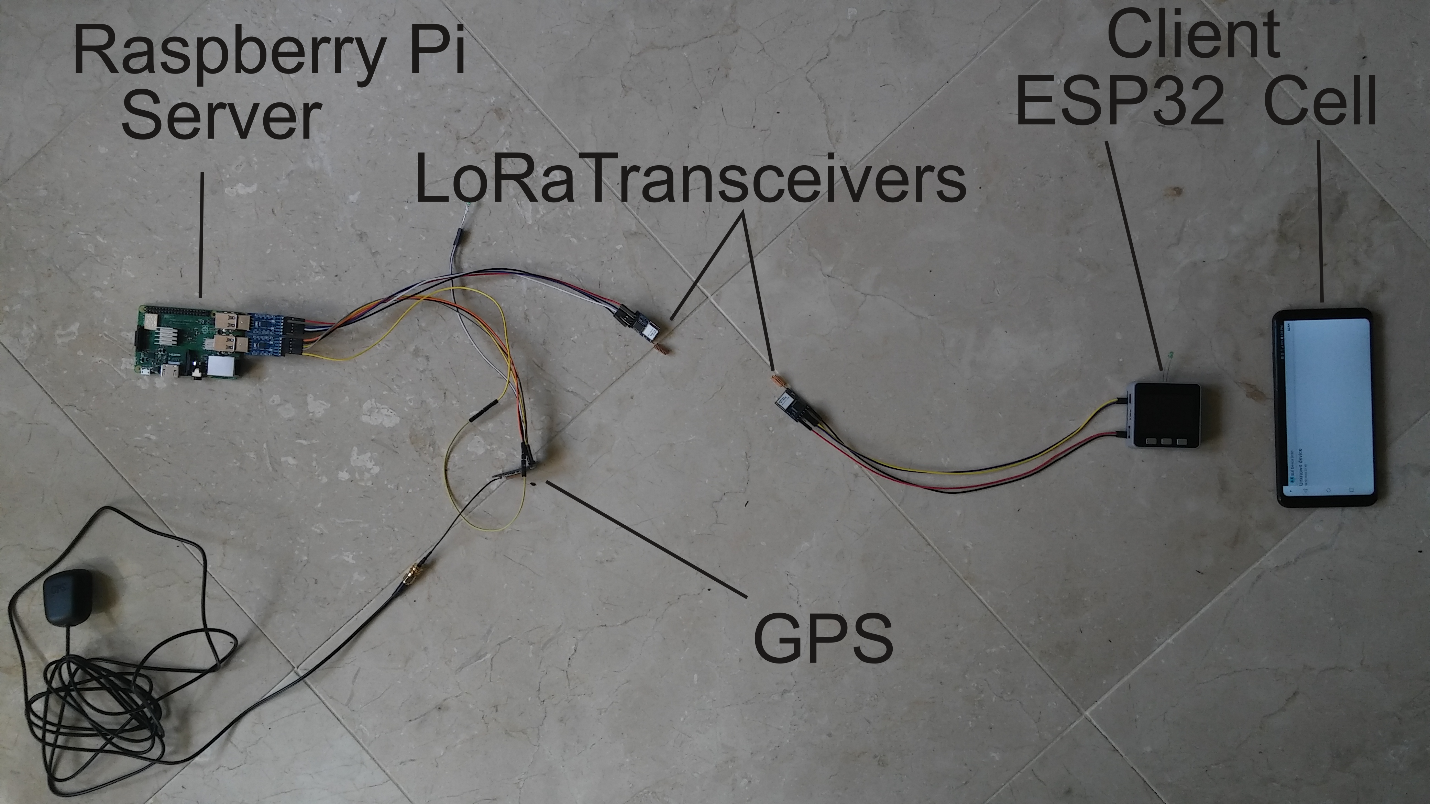 Raspberry Pi
Server
LoRaTransceivers
Client
ESP32 Cell
GPS